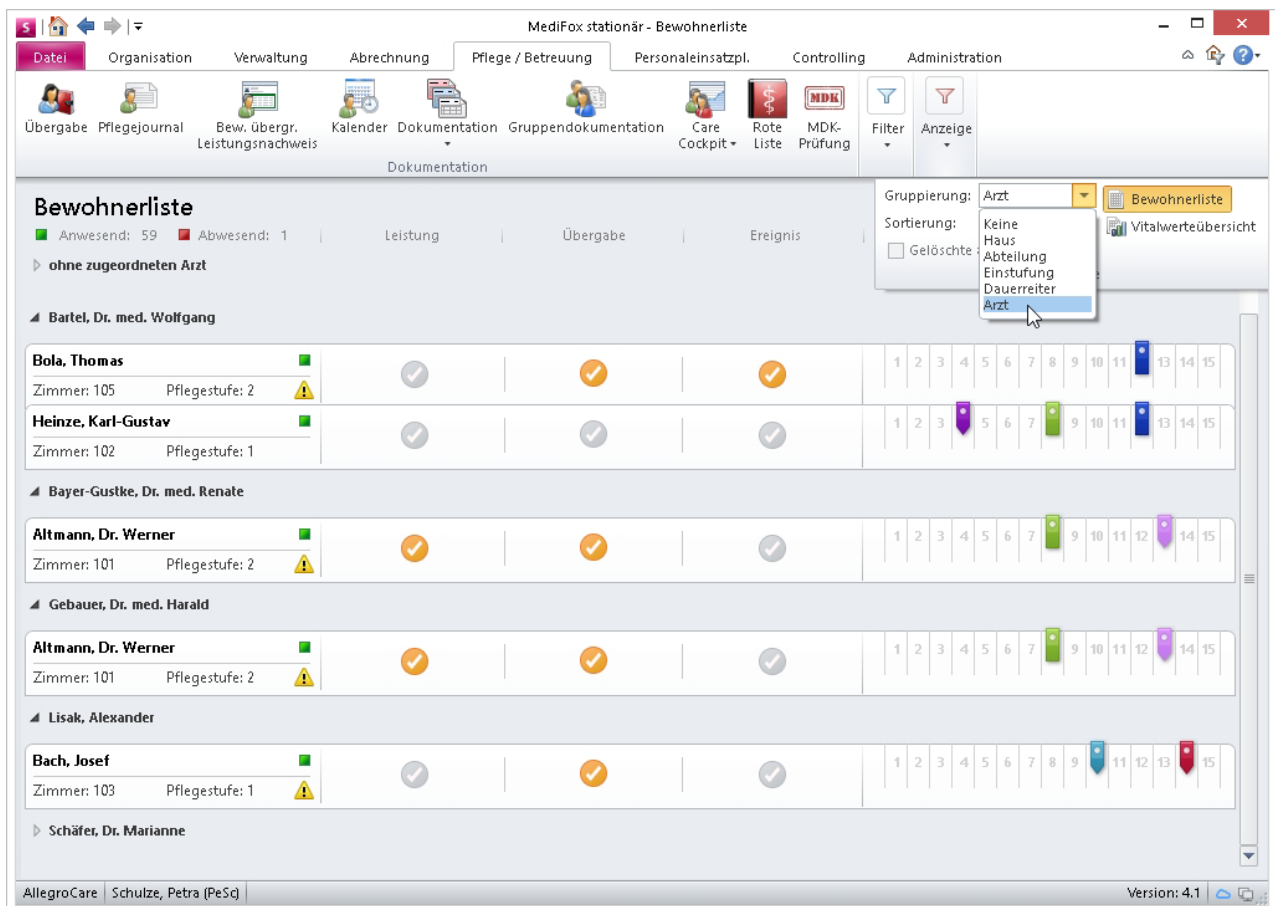 S
MediFox stationär - Bewohnerliste
Datei Organisation Verwaltung Abrechnung Pflege / Betreuung Personaleinsatzpl. Controlling Administration
Übergabe Pflegejournal Bew. übergr. Leistungsnachweis Kalender Dokumentation Gruppendokumentation Care Cockpit Rote Liste MDK MDK-Prüfung Filter Anzeige
Dokumentation
Gruppierung: Arzt Bewohnerliste
Sortierung: Vitalwerteübersicht
Gelöschte
Keine
Haus
Abteilung
Einstufung
Dauerreiter
Arzt
Bewohnerliste
Anwesend: 59 Abwesend: 1 Leistung Übergabe Ereignis
ohne zugeordneten Arzt
Bartel, Dr. med. Wolfgang
Bola, Thomas
Zimmer: 105 Pflegestufe: 2
1 2 3 4 5 6 7 8 9 10 11 13 14 15
Heinze, Karl-Gustav
Zimmer: 102 Pflegestufe: 1
1 2 3 5 6 7 9 10 11 13 14 15
Bayer-Gustke, Dr. med. Renate
Altmann, Dr. Werner
Zimmer: 101 Pflegestufe: 2
1 2 3 4 5 6 7 9 10 11 12 14 15
Gebauer, Dr. med. Harald
Altmann, Dr. Werner
Zimmer: 101 Pflegestufe: 2
1 2 3 4 5 6 7 9 10 11 12 14 15
Lisak, Alexander
Bach, Josef
Zimmer: 103 Pflegestufe: 1
1 2 3 4 5 6 7 8 9 11 12 13 15
Schäfer, Dr. Marianne
AllegroCare Schulze, Petra (PeSc) Version: 4.1